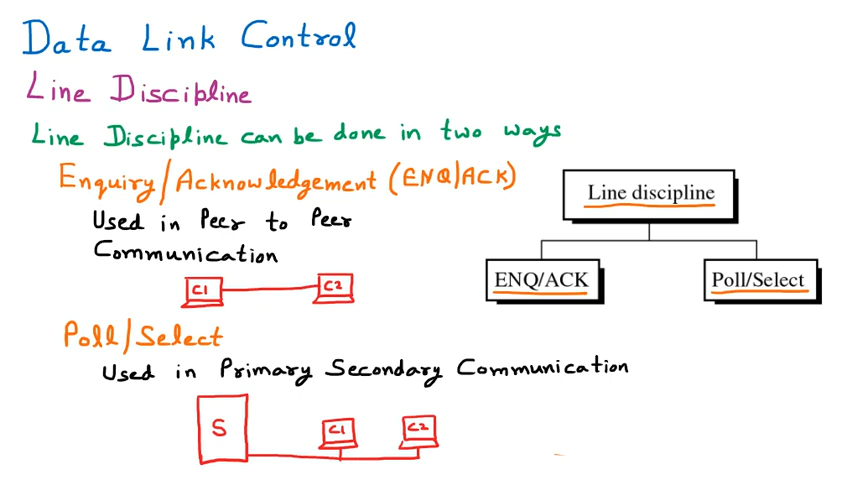 Data Link Control
Line Discipline
Line Discipline can be done in two ways
Enquiry/Acknowledgement (ENQ/ACK)
Used in Peer to Peer
Communication
C1
C2
Line discipline
ENQ/ACK
Poll/Select
Poll/Select
Used in Primary Secondary Communication
S
C1
C2